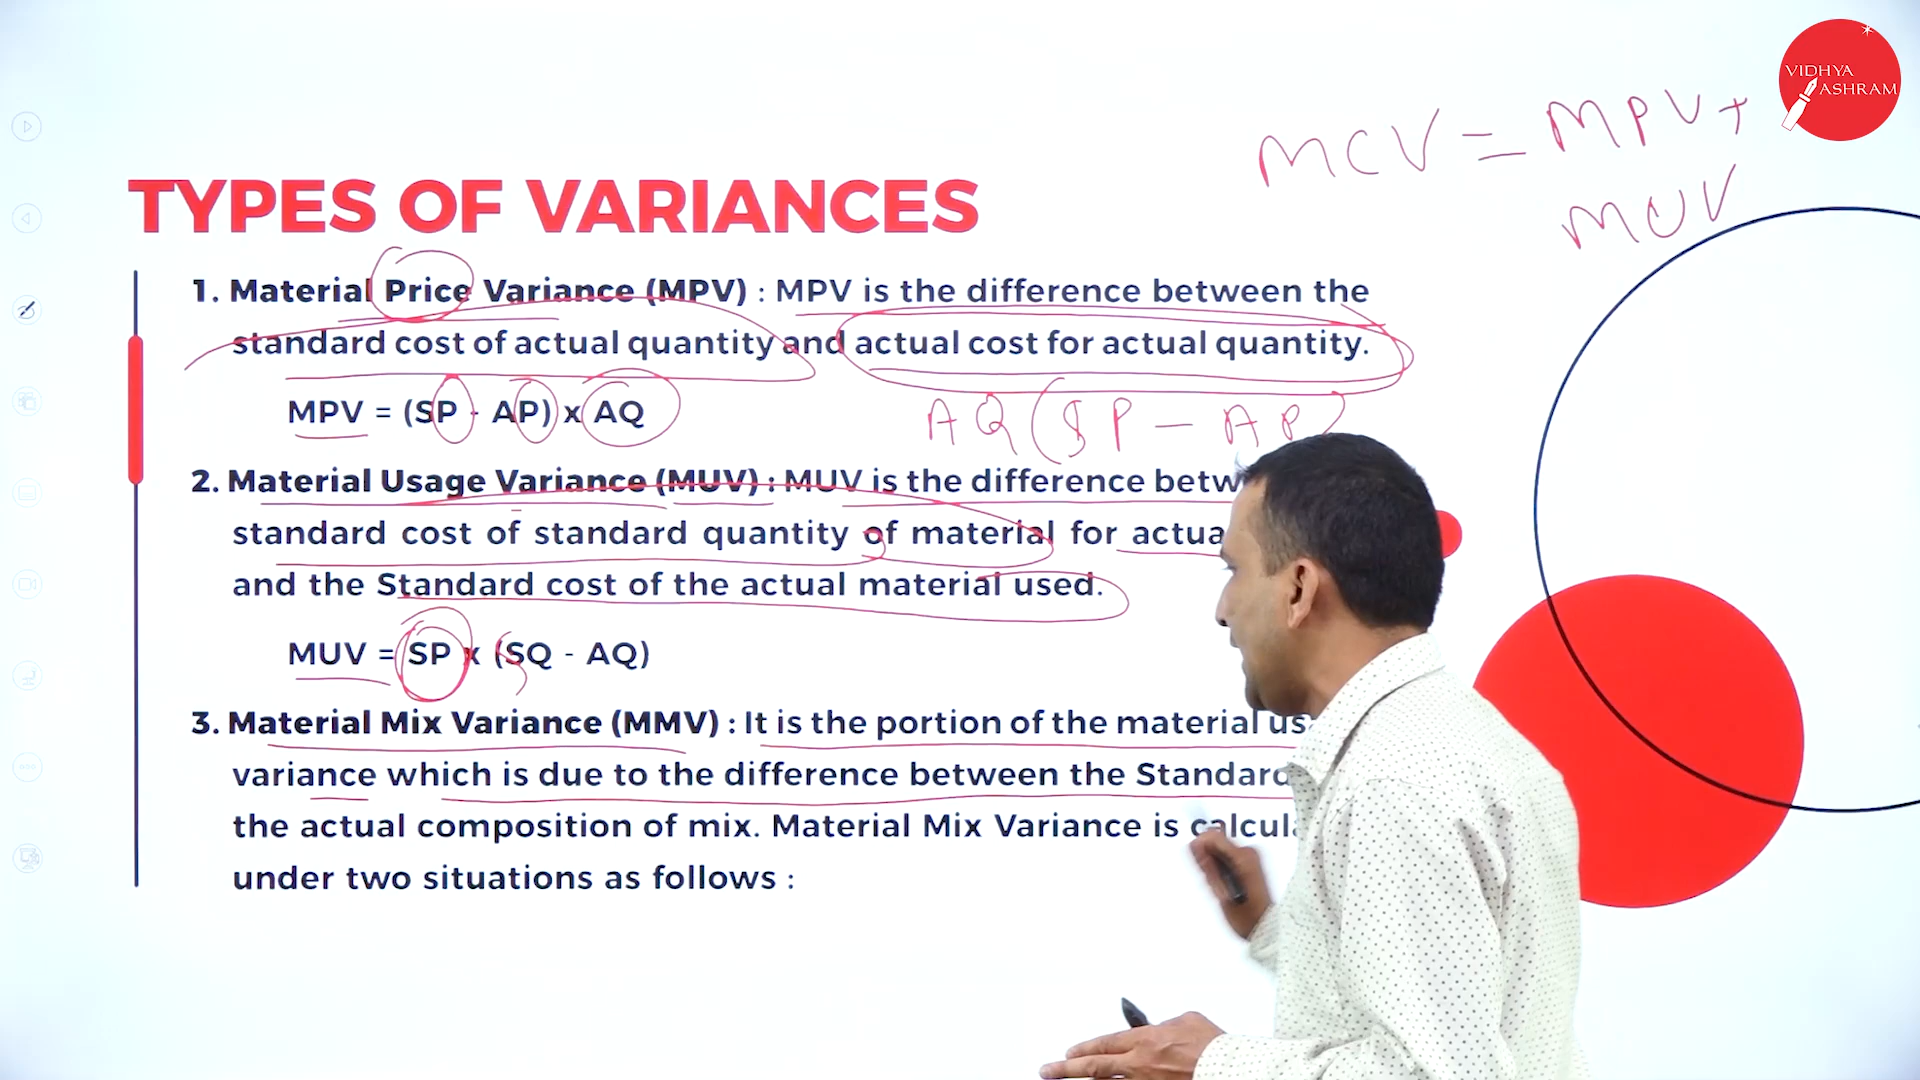 VIDHYA
ASHRAM
MCV = MPV +
MUV
TYPES OF VARIANCES
1. Material Price Variance (MPV) : MPV is the difference between the
standard cost of actual quantity and actual cost for actual quantity.
MPV = (SP - AP) x AQ
AQ (SP - AP)
2. Material Usage Variance (MUV) : MUV is the difference
standard cost of standard quantity of material for
and the Standard cost of the actual material used.
MUV = SP x (SQ - AQ)
3. Material Mix Variance (MMV) : It is the portion of the material
variance which is due to the difference between the Standard
the actual composition of mix. Material Mix Variance is
under two situations as follows :